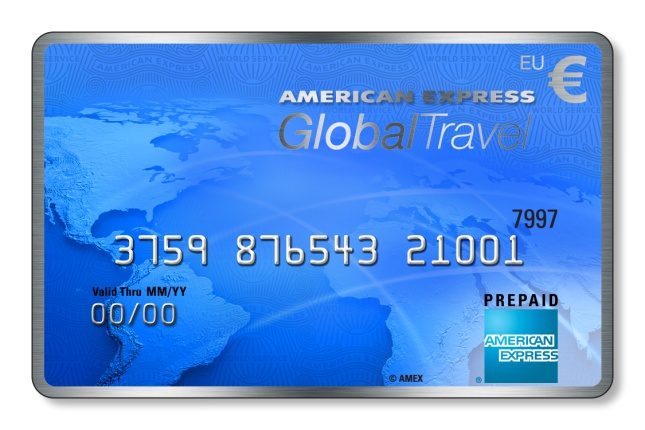 EU €
AMERICAN EXPRESS
GlobalTravel
7997
3759 876543 21001
Valid Thru MM/YY
00/00
PREPAID
AMERICAN
EXPRESS
®
© AMEX